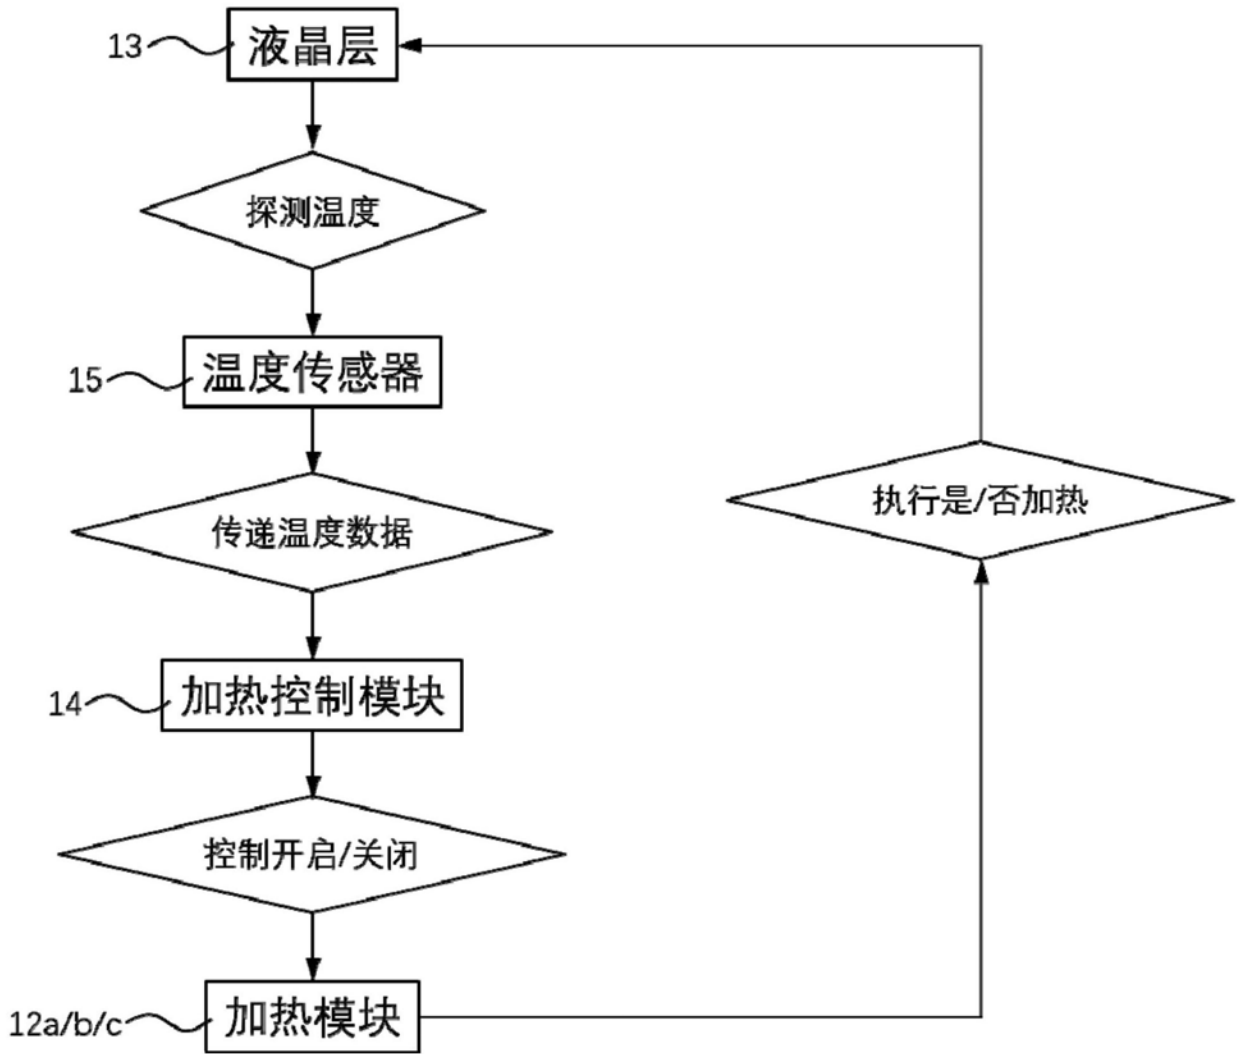 13
液晶层
探测温度
15
温度传感器
执行是/否加热
传递温度数据
14
加热控制模块
控制开启/关闭
12a/b/c
加热模块